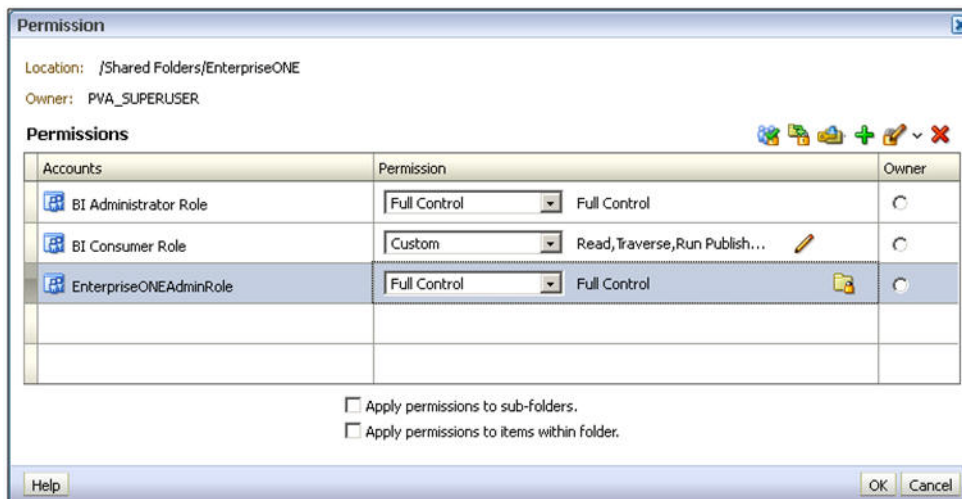 Permission
Location: /Shared Folders/EnterpriseONE
Owner: PVA_SUPERUSER
Permissions
Accounts Permission Owner
BI Administrator Role Full Control Full Control
BI Consumer Role Custom Read,Traverse,Run Publish...
EnterpriseONEAdminRole Full Control Full Control
Apply permissions to sub-folders.
Apply permissions to items within folder.
Help OK Cancel